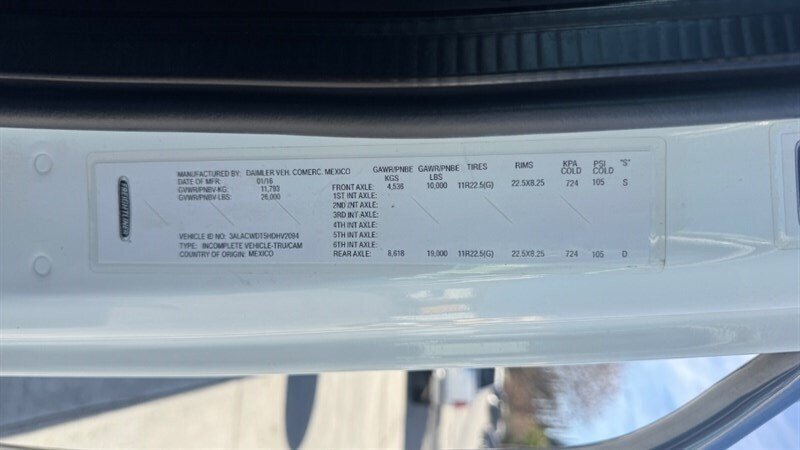 FREIGHTLINER
MANUFACTURED BY: DAIMLER VEH. COMERC. MEXICO
DATE OF MFR: 01/16
GVWR/PNBV-KG: 11,793
GVWR/PNBV-LBS: 26,000
VEHICLE ID NO: 3ALACWDT5HDHV2094
TYPE: INCOMPLETE VEHICLE-TRU/CAM
COUNTRY OF ORIGIN: MEXICO
GAWR/PNBE KGS GAWR/PNBE LBS TIRES RIMS KPA COLD PSI COLD "S"
FRONT AXLE: 4,536 10,000 11R22.5(G) 22.5X8.25 724 105 S
1ST INT AXLE:
2ND INT AXLE:
3RD INT AXLE:
4TH INT AXLE:
5TH INT AXLE:
6TH INT AXLE:
REAR AXLE: 8,618 19,000 11R22.5(G) 22.5X8.25 724 105 D